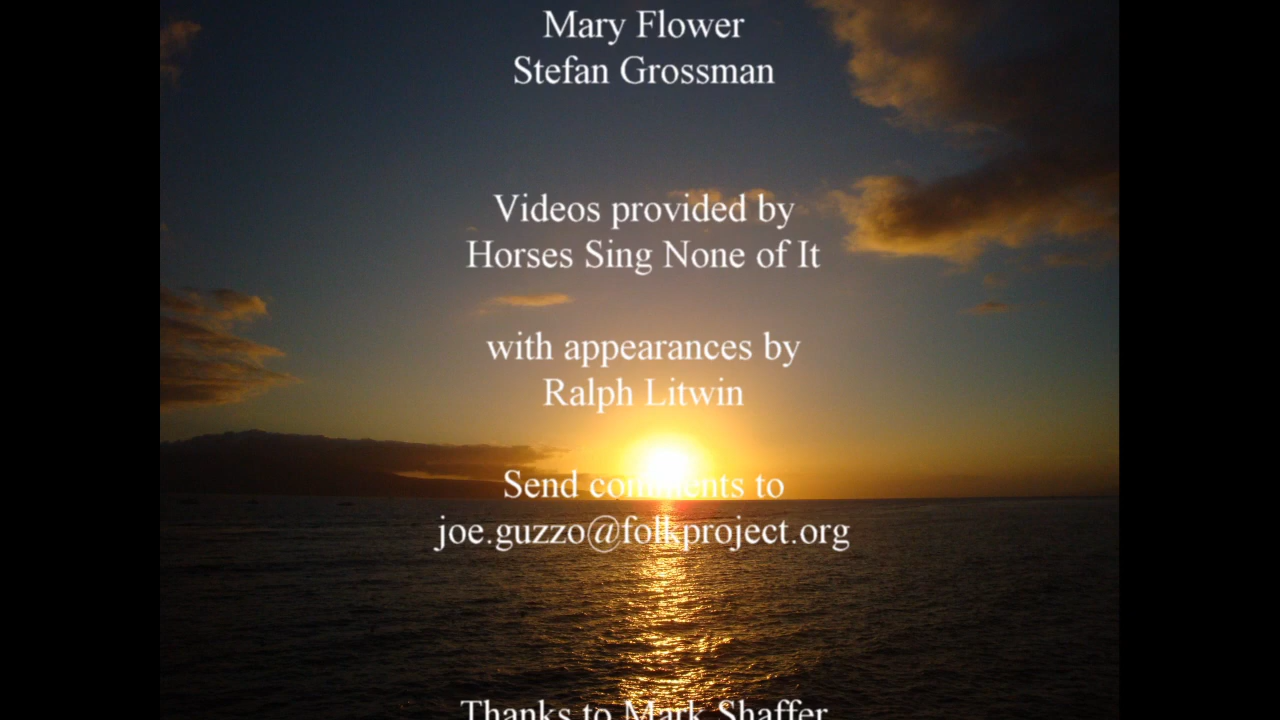 Mary Flower
Stefan Grossman
Videos provided by
Horses Sing None of It
with appearances by
Ralph Litwin
Send comments to
joe.guzzo@folkproject.org
Thanks to Mark Shaffer